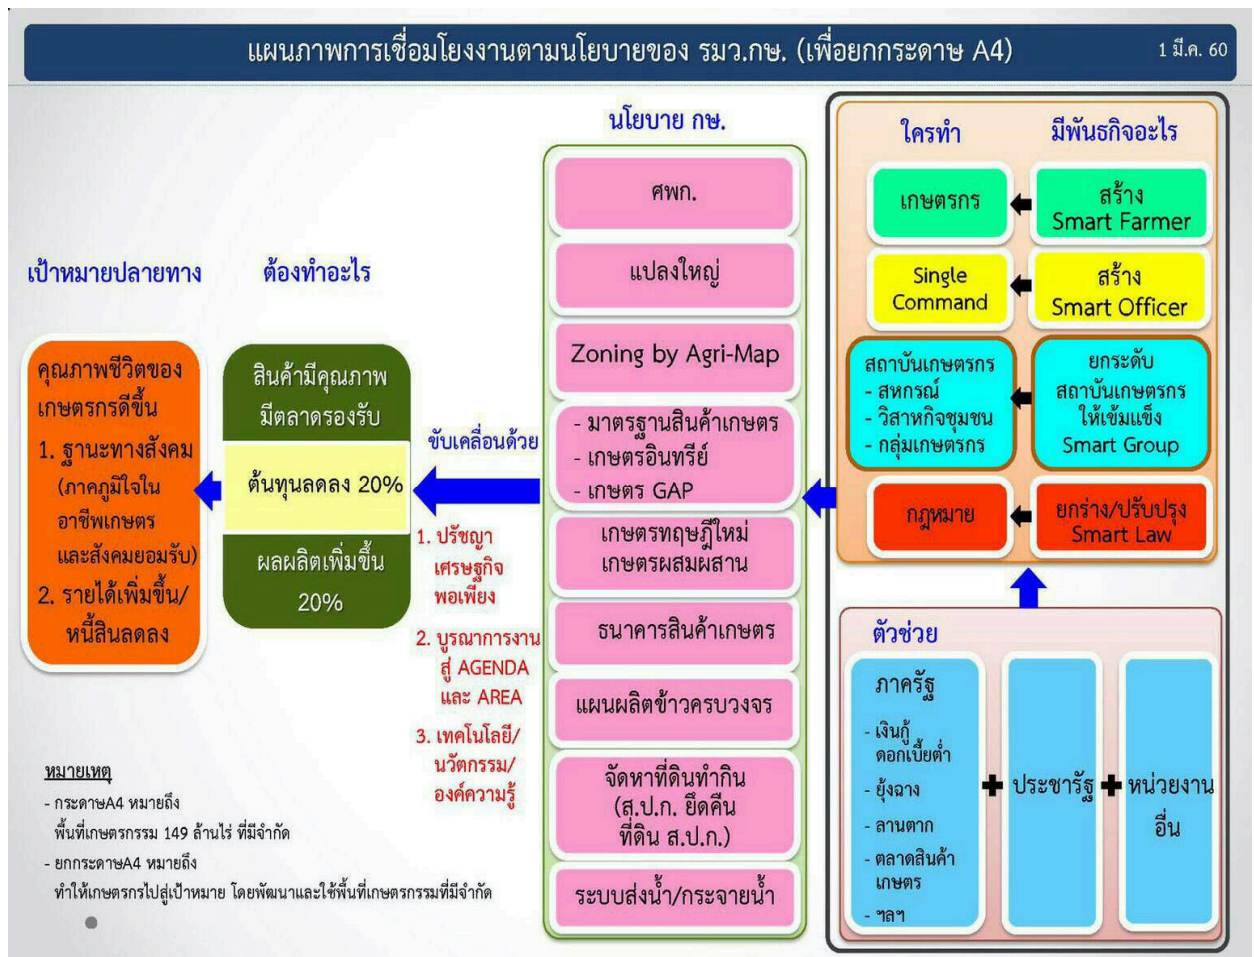 แผนภาพการเชื่อมโยงงานตามนโยบายของ รมว.กษ. (เพื่อยกกระดาษ A4)
1 มี.ค. 60
เป้าหมายปลายทาง
คุณภาพชีวิตของ
เกษตรกรดีขึ้น
1. ฐานะทางสังคม
(ภาคภูมิใจใน
อาชีพเกษตร
และสังคมยอมรับ)
2. รายได้เพิ่มขึ้น/
หนี้สินลดลง
ต้องทำอะไร
สินค้ามีคุณภาพ
มีตลาดรองรับ
ต้นทุนลดลง 20%
ผลผลิตเพิ่มขึ้น
20%
ขับเคลื่อนด้วย
1. ปรัชญา
เศรษฐกิจ
พอเพียง
2. บูรณาการงาน
สู่ AGENDA
และ AREA
3. เทคโนโลยี/
นวัตกรรม/
องค์ความรู้
นโยบาย กษ.
ศพก.
แปลงใหญ่
Zoning by Agri-Map
- มาตรฐานสินค้าเกษตร
- เกษตรอินทรีย์
- เกษตร GAP
เกษตรทฤษฎีใหม่
เกษตรผสมผสาน
ธนาคารสินค้าเกษตร
แผนผลิตข้าวครบวงจร
จัดหาที่ดินทำกิน
(ส.ป.ก. ยึดคืน
ที่ดิน ส.ป.ก.)
ระบบส่งน้ำ/กระจายน้ำ
ใครทำ
มีพันธกิจอะไร
เกษตรกร
สร้าง
Smart Farmer
Single
Command
สร้าง
Smart Officer
สถาบันเกษตรกร
- สหกรณ์
- วิสาหกิจชุมชน
- กลุ่มเกษตรกร
ยกระดับ
สถาบันเกษตรกร
ให้เข้มแข็ง
Smart Group
กฎหมาย
ยกร่าง/ปรับปรุง
Smart Law
ตัวช่วย
ภาครัฐ
- เงินกู้
ดอกเบี้ยต่ำ
- ยุ้งฉาง
- ลานตาก
- ตลาดสินค้า
เกษตร
- ฯลฯ
+
ประชารัฐ
+
หน่วยงาน
อื่น
หมายเหตุ
- กระดาษA4 หมายถึง
พื้นที่เกษตรกรรม 149 ล้านไร่ ที่มีจำกัด
- ยกกระดาษA4 หมายถึง
ทำให้เกษตรกรไปสู่เป้าหมาย โดยพัฒนาและใช้พื้นที่เกษตรกรรมที่มีจำกัด